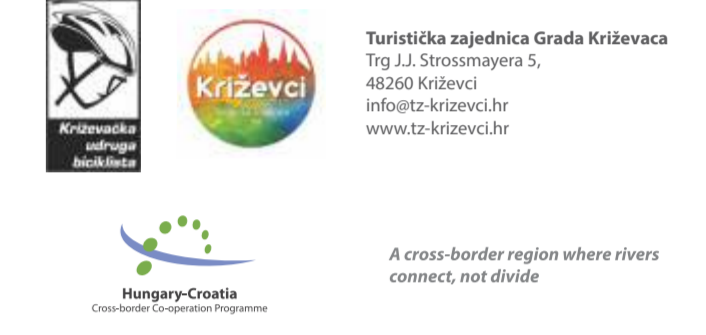 Križevačka
udruga
biciklista
Križevci
Turistička zajednica Grada Križevaca
Trg J.J. Strossmayera 5,
48260 Križevci
info@tz-krizevci.hr
www.tz-krizevci.hr
Hungary-Croatia
Cross-border Co-operation Programme
A cross-border region where rivers
connect, not divide